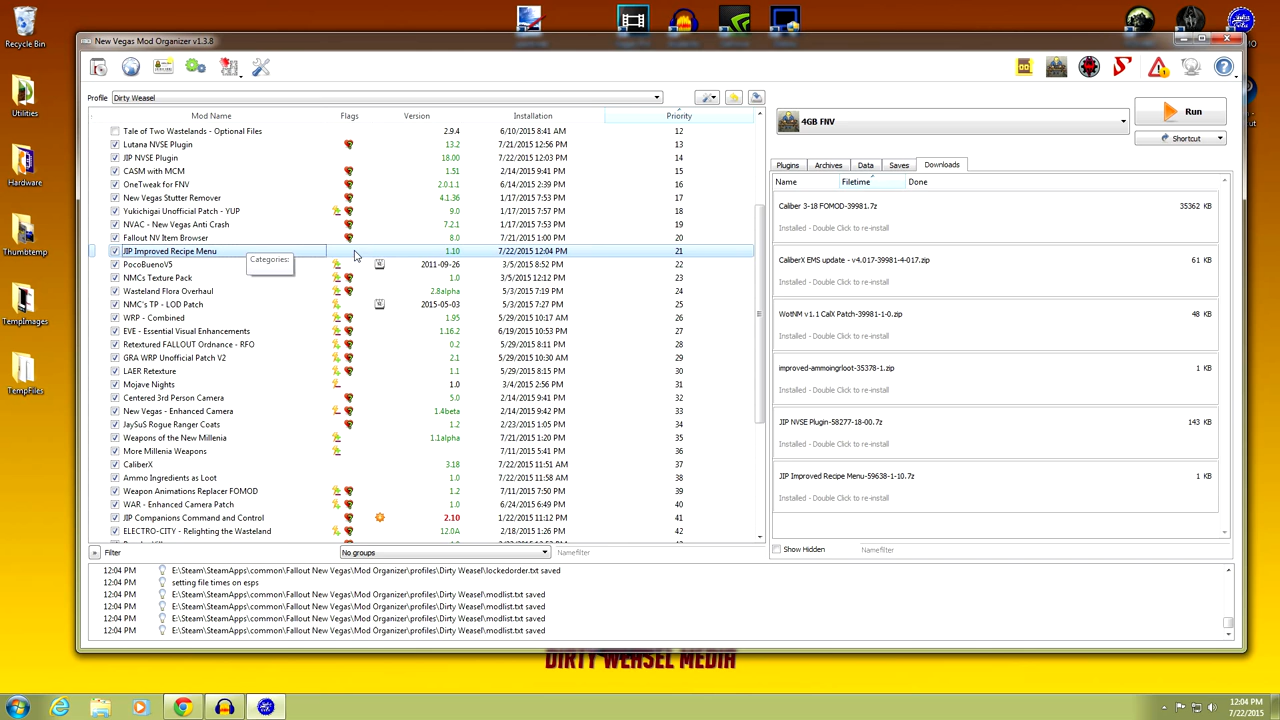 Recycle Bin
Utilities
Hardware
Thumbtemp
TempImages
TempFiles
New Vegas Mod Organizer v1.3.8
Profile Dirty Weasel
Mod Name Flags Version Installation Priority
Tale of Two Wastelands - Optional Files 2.9.4 6/10/2015 8:41 AM 12
Lutana NVSE Plugin 13.2 7/21/2015 12:56 PM 13
JIP NVSE Plugin 18.00 7/22/2015 12:03 PM 14
CASM with MCM 1.51 2/14/2015 9:41 PM 15
OneTweak for FNV 2.0.1.1 6/14/2015 2:39 PM 16
New Vegas Stutter Remover 4.1.36 1/17/2015 7:53 PM 17
Yukichigai Unofficial Patch - YUP 9.0 1/17/2015 7:57 PM 18
NVAC - New Vegas Anti Crash 7.2.1 1/17/2015 7:53 PM 19
Fallout NV Item Browser 8.0 7/21/2015 1:00 PM 20
JIP Improved Recipe Menu 1.10 7/22/2015 12:04 PM 21
Categories:
PocoBuenoV5 2011-09-26 3/5/2015 8:52 PM 22
NMCs Texture Pack 1.0 3/5/2015 12:12 PM 23
Wasteland Flora Overhaul 2.8alpha 3/5/2015 7:19 PM 24
NMC's TP - LOD Patch 2015-05-03 5/3/2015 7:27 PM 25
WRP - Combined 1.95 5/29/2015 10:17 AM 26
EVE - Essential Visual Enhancements 1.16.2 6/19/2015 10:53 PM 27
Retextured FALLOUT Ordnance - RFO 0.2 5/29/2015 8:11 PM 28
GRA WRP Unofficial Patch V2 2.1 5/29/2015 10:30 AM 29
LAER Retexture 1.1 5/29/2015 8:15 PM 30
Mojave Nights 1.0 3/4/2015 2:56 PM 31
Centered 3rd Person Camera 5.0 2/14/2015 9:41 PM 32
New Vegas - Enhanced Camera 1.4beta 2/14/2015 9:42 PM 33
JaySuS Rogue Ranger Coats 1.2 2/23/2015 1:05 PM 34
Weapons of the New Millenia 1.1alpha 7/21/2015 1:20 PM 35
More Millenia Weapons 7/11/2015 5:41 PM 36
CaliberX 3.18 7/22/2015 11:51 AM 37
Ammo Ingredients as Loot 1.0 7/22/2015 11:58 AM 38
Weapon Animations Replacer FOMOD 1.2 7/11/2015 7:50 PM 39
WAR - Enhanced Camera Patch 1.0 6/24/2015 6:49 PM 40
JIP Companions Command and Control 2.10 1/22/2015 11:12 PM 41
ELECTRO-CITY - Relighting the Wasteland 12.0A 2/18/2015 1:26 PM 42
» Filter No groups Namefilter
4GB FNV
Run
Shortcut
Plugins Archives Data Saves Downloads
Name Filetime Done
Caliber 3-18 FOMOD-39981.7z 35362 KB
Installed - Double Click to re-install
CaliberX EMS update - v4.017-39981-4-017.zip 61 KB
Installed - Double Click to re-install
WotNM v1.1 CalX Patch-39981-1-0.zip 48 KB
Installed - Double Click to re-install
improved-ammoingrloot-35378-1.zip 1 KB
Installed - Double Click to re-install
JIP NVSE Plugin-58277-18-00.7z 143 KB
Installed - Double Click to re-install
JIP Improved Recipe Menu-59638-1-10.7z 1 KB
Installed - Double Click to re-install
Show Hidden Namefilter
12:04 PM E:\Steam\SteamApps\common\Fallout New Vegas\Mod Organizer\profiles\Dirty Weasel\lockedorder.txt saved
12:04 PM setting file times on esps
12:04 PM E:\Steam\SteamApps\common\Fallout New Vegas\Mod Organizer\profiles\Dirty Weasel\modlist.txt saved
12:04 PM E:\Steam\SteamApps\common\Fallout New Vegas\Mod Organizer\profiles\Dirty Weasel\modlist.txt saved
12:04 PM E:\Steam\SteamApps\common\Fallout New Vegas\Mod Organizer\profiles\Dirty Weasel\modlist.txt saved
12:04 PM E:\Steam\SteamApps\common\Fallout New Vegas\Mod Organizer\profiles\Dirty Weasel\modlist.txt saved
DIRTY WEASEL MEDIA
12:04 PM
7/22/2015